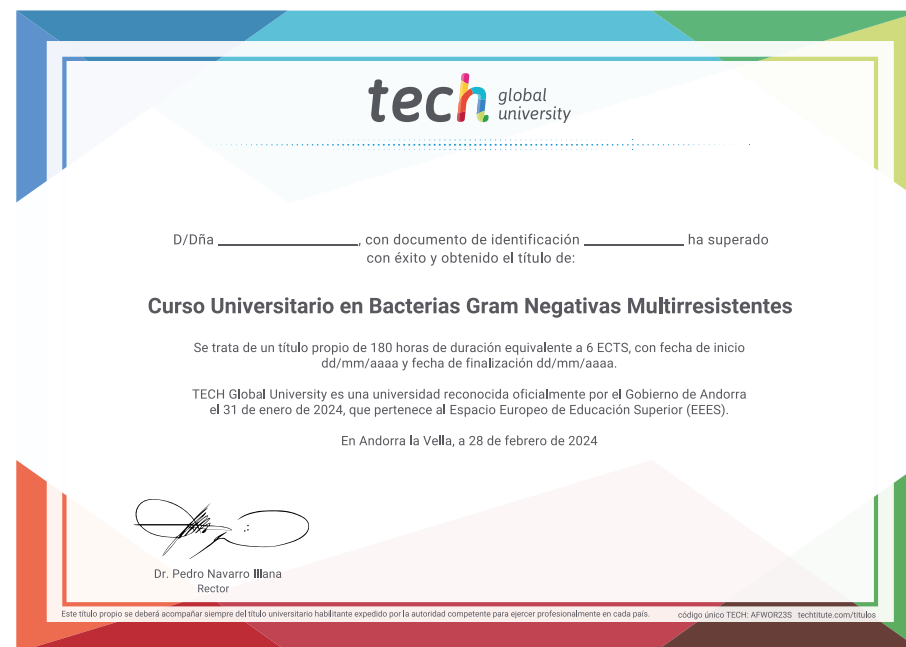 tech global university
D/Dña ____________________, con documento de identificación ______________ ha superado
con éxito y obtenido el título de:
Curso Universitario en Bacterias Gram Negativas Multirresistentes
Se trata de un título propio de 180 horas de duración equivalente a 6 ECTS, con fecha de inicio
dd/mm/aaaa y fecha de finalización dd/mm/aaaa.
TECH Global University es una universidad reconocida oficialmente por el Gobierno de Andorra
el 31 de enero de 2024, que pertenece al Espacio Europeo de Educación Superior (EEES).
En Andorra la Vella, a 28 de febrero de 2024
Dr. Pedro Navarro Illana
Rector
Este título propio se deberá acompañar siempre del título universitario habilitante expedido por la autoridad competente para ejercer profesionalmente en cada país. código único TECH: AFWOR23S techtitute.com/titulos